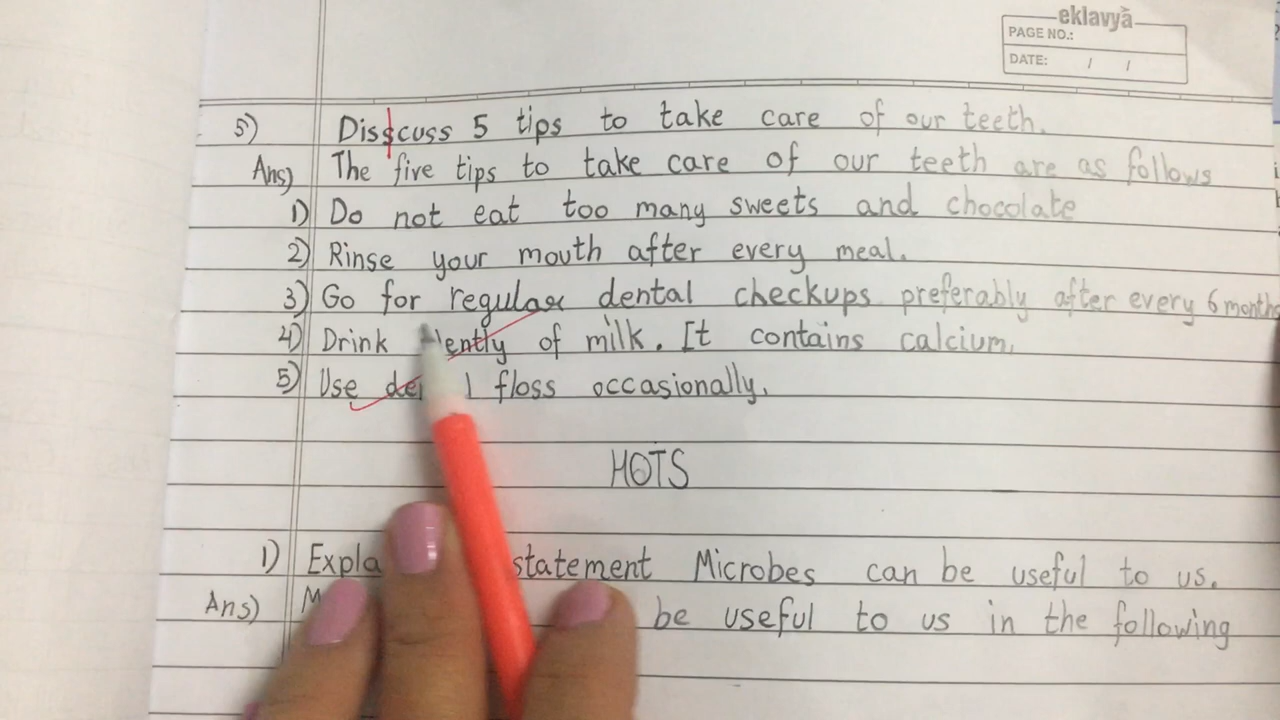 eklavyä
PAGE NO.:
DATE: / /
5) Disscuss 5 tips to take care of our teeth.
Ans) The five tips to take care of our teeth are as follows
1) Do not eat too many sweets and chocolate
2) Rinse your mouth after every meal.
3) Go for regular dental checkups preferably after every 6 months
4) Drink of milk. It contains calcium.
5) Use floss occasionally.
HOTS
1) statement Microbes can be useful to us.
Ans) be useful to us in the following